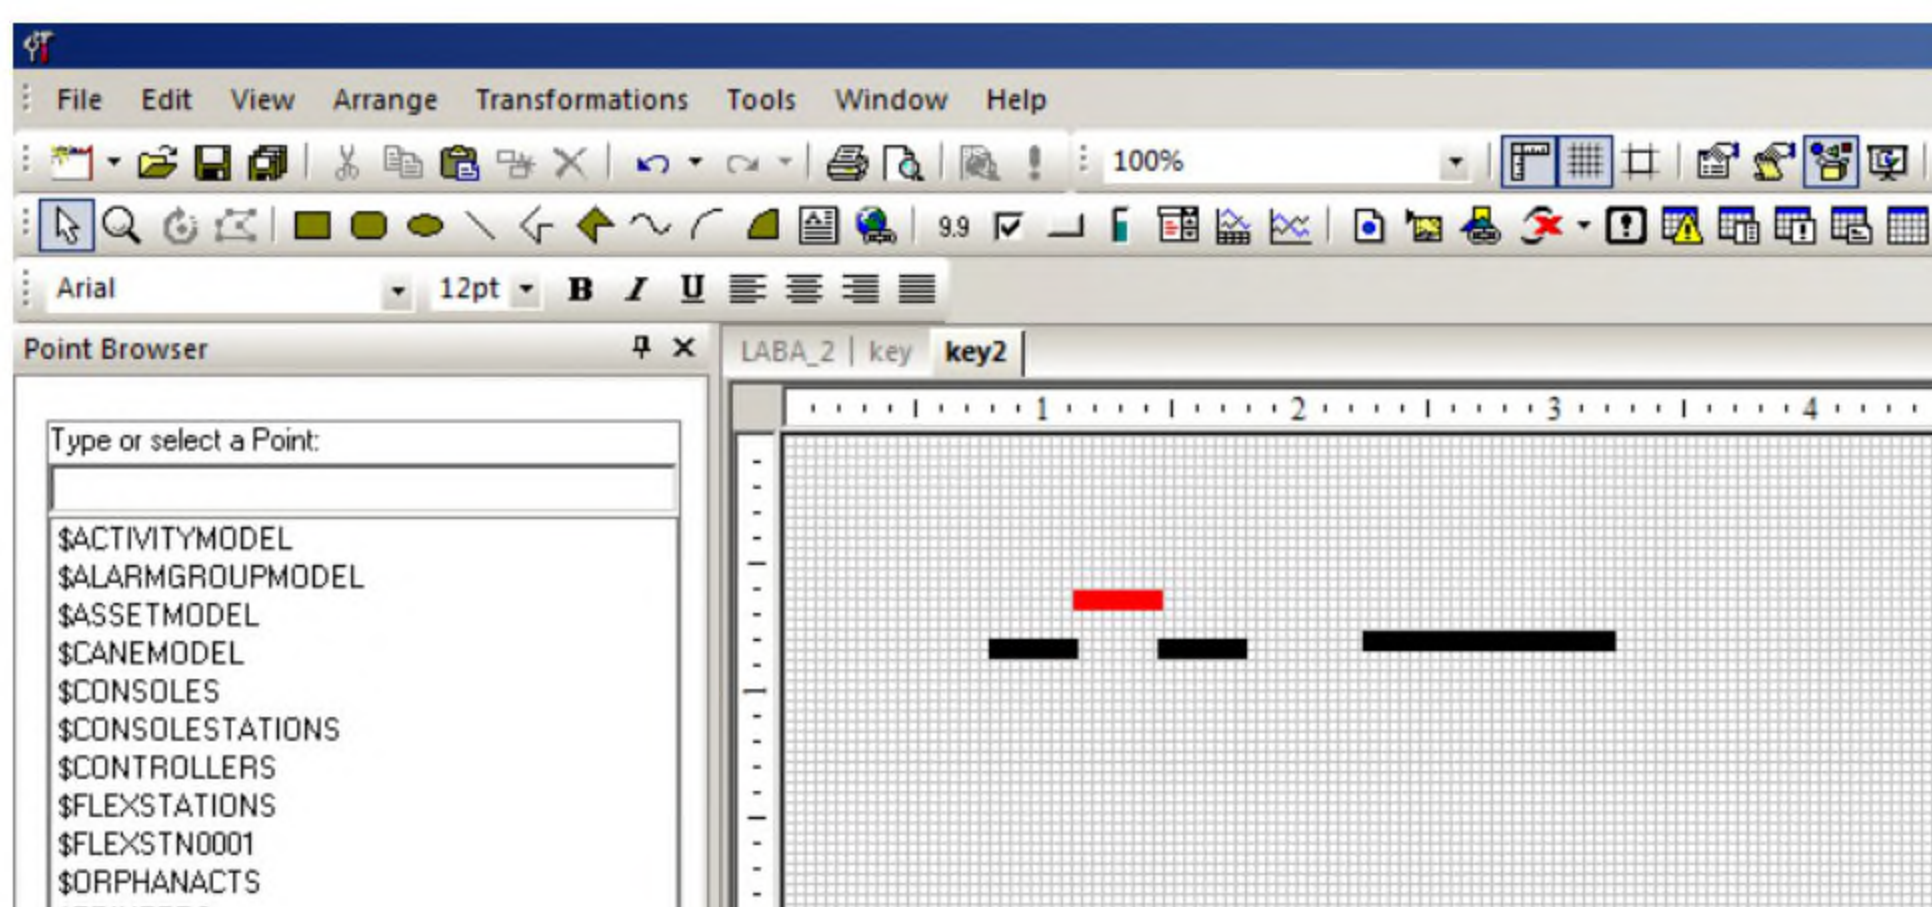 File Edit View Arrange Transformations Tools Window Help
100%
9.9
Arial 12pt B I U
Point Browser
LABA_2 key key2
1 2 3 4
Type or select a Point:
$ACTIVITYMODEL
$ALARMGROUPMODEL
$ASSETMODEL
$CANEMODEL
$CONSOLES
$CONSOLESTATIONS
$CONTROLLERS
$FLEXSTATIONS
$FLEXSTN0001
$ORPHANACTS